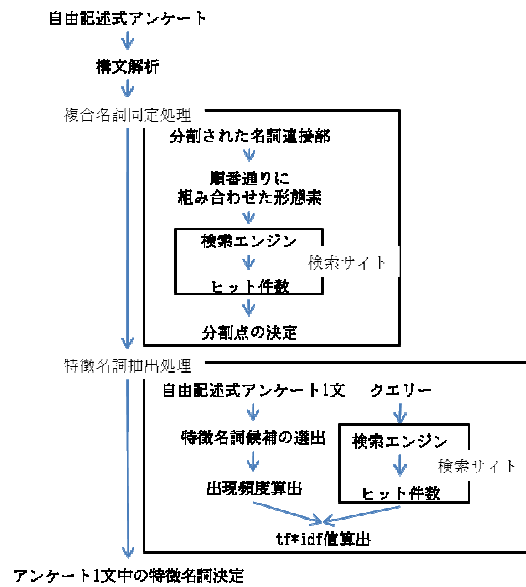 自由記述式アンケート
構文解析
複合名詞同定処理
分割された名詞連接部
順番通りに
組み合わせた形態素
検索エンジン
検索サイト
ヒット件数
分割点の決定
特徴名詞抽出処理
自由記述式アンケート1文 クエリー
特徴名詞候補の選出
検索エンジン
検索サイト
出現頻度算出
ヒット件数
tf*idf値算出
アンケート1文中の特徴名詞決定